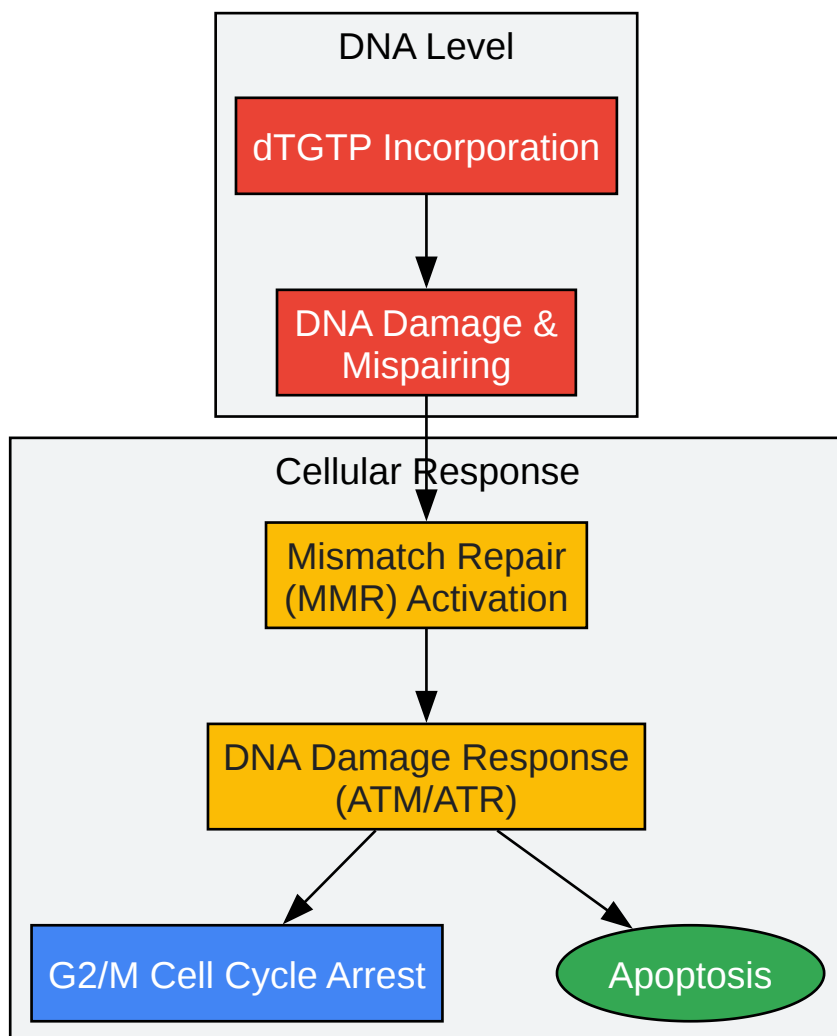 DNA Level
dTGTP Incorporation
DNA Damage &
Mispairing
Cellular Response
Mismatch Repair
(MMR) Activation
DNA Damage Response
(ATM/ATR)
G2/M Cell Cycle Arrest
Apoptosis